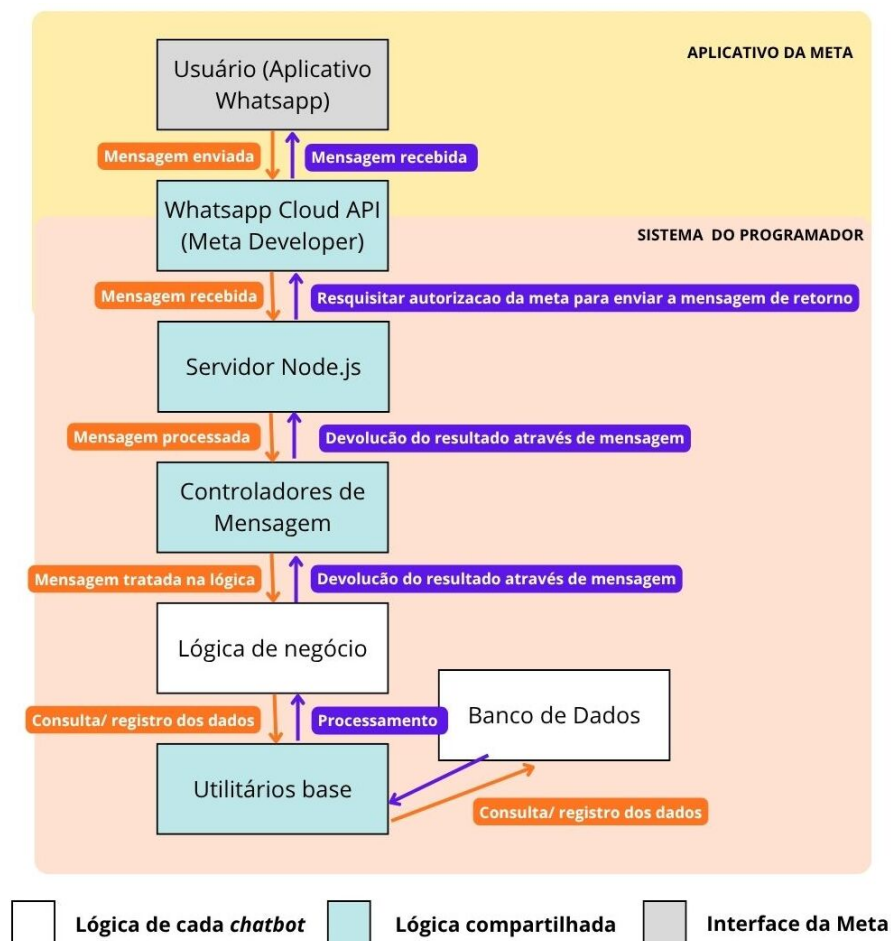 APLICATIVO DA META
Usuário (Aplicativo
Whatsapp)
Mensagem enviada
Mensagem recebida
Whatsapp Cloud API
(Meta Developer)
SISTEMA DO PROGRAMADOR
Mensagem recebida
Resquisitar autorizacao da meta para enviar a mensagem de retorno
Servidor Node.js
Mensagem processada
Devolucão do resultado através de mensagem
Controladores de
Mensagem
Mensagem tratada na lógica
Devolucão do resultado através de mensagem
Lógica de negócio
Consulta/ registro dos dados
Processamento
Banco de Dados
Utilitários base
Consulta/ registro dos dados
Lógica de cada chatbot
Lógica compartilhada
Interface da Meta